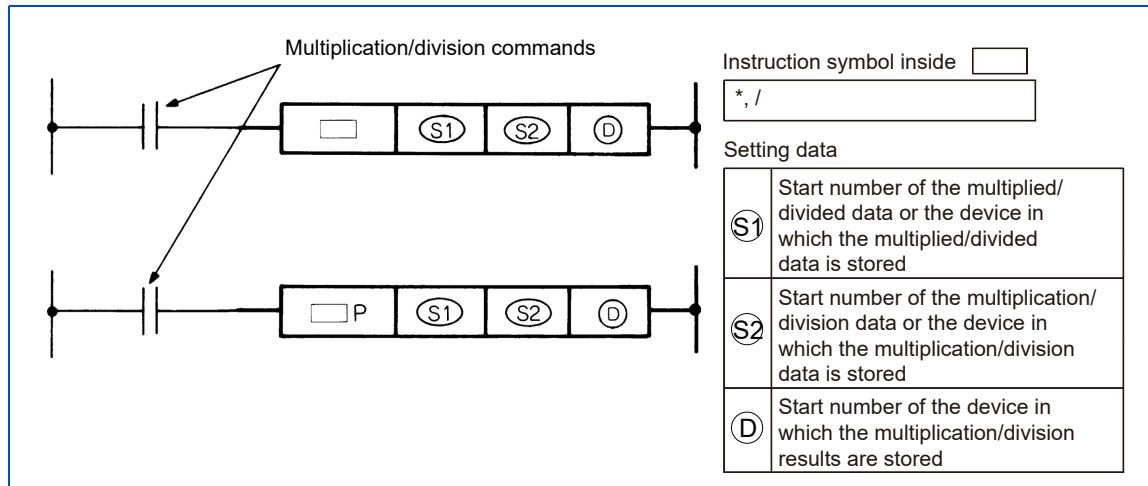 Multiplication/division commands
S1 S2 D
P S1 S2 D
Instruction symbol inside
*, /
Setting data
S1 Start number of the multiplied/
divided data or the device in
which the multiplied/divided
data is stored
S2 Start number of the multiplication/
division data or the device in
which the multiplication/division
data is stored
D Start number of the device in
which the multiplication/division
results are stored